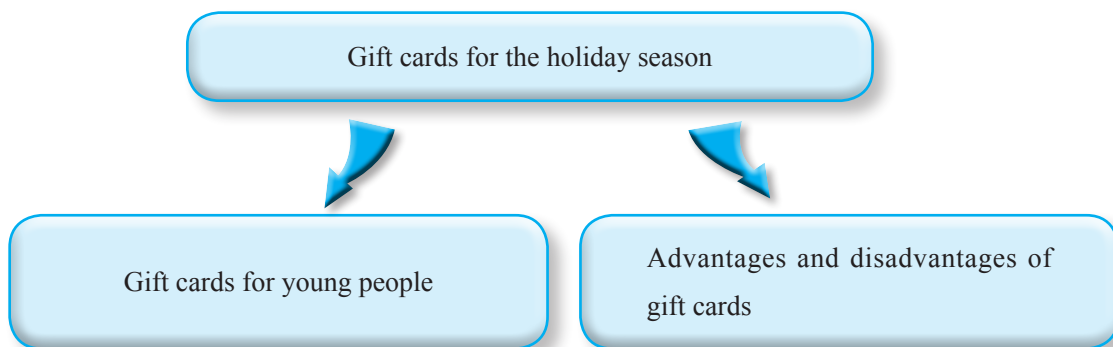 Gift cards for the holiday season
Gift cards for young people
Advantages and disadvantages of
gift cards